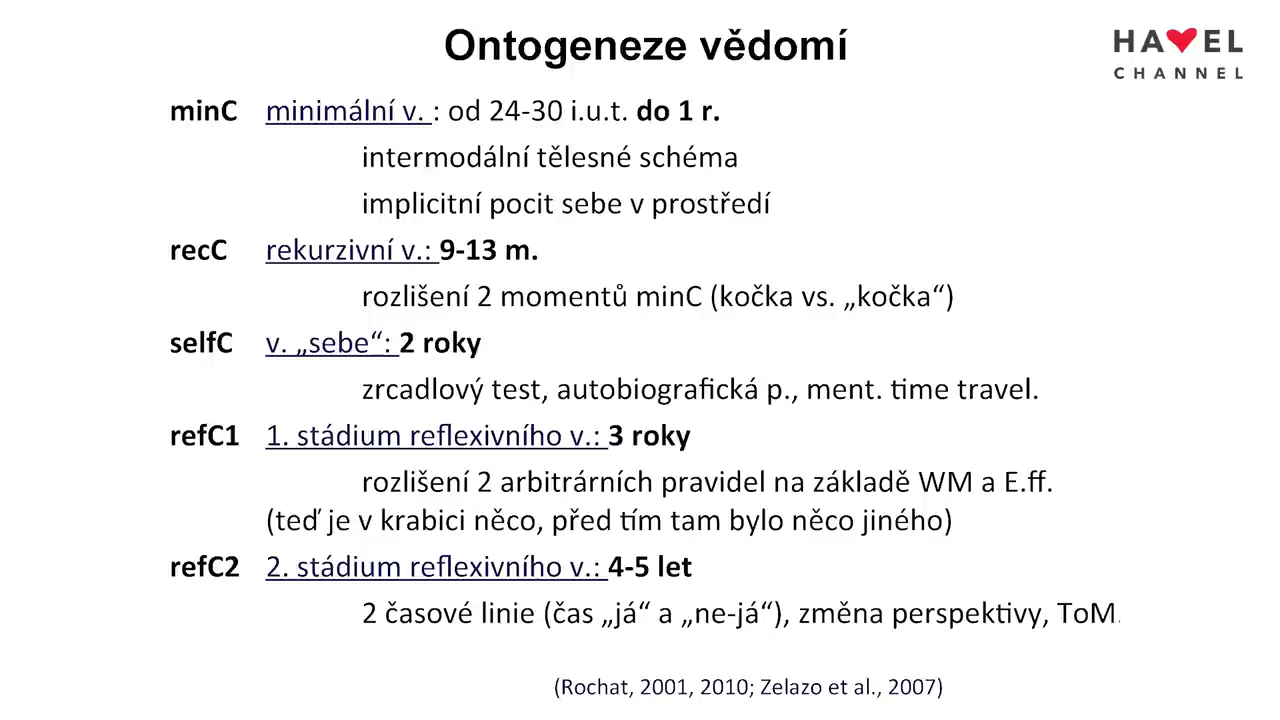 Ontogeneze vědomí
HAVEL
CHANNEL
minC minimální v. : od 24-30 i.u.t. do 1 r.
intermodální tělesné schéma
implicitní pocit sebe v prostředí
recC rekurzivní v.: 9-13 m.
rozlišení 2 momentů minC (kočka vs. „kočka“)
selfC v. „sebe“: 2 roky
zrcadlový test, autobiografická p., ment. time travel.
refC1 1. stádium reflexivního v.: 3 roky
rozlišení 2 arbitrárních pravidel na základě WM a E.ff.
(teď je v krabici něco, před tím tam bylo něco jiného)
refC2 2. stádium reflexivního v.: 4-5 let
2 časové linie (čas „já“ a „ne-já“), změna perspektivy, ToM.
(Rochat, 2001, 2010; Zelazo et al., 2007)